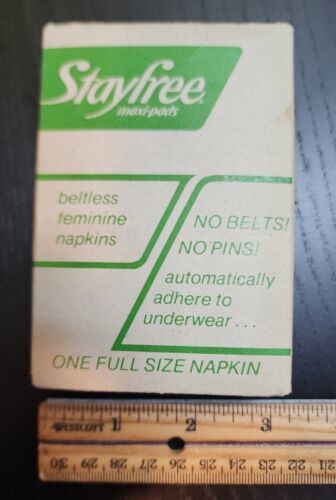 Stayfree®
maxi-pads
beltless
feminine
napkins
NO BELTS!
NO PINS!
automatically
adhere to
underwear...
ONE FULL SIZE NAPKIN
1 2 3
30 29 28 27 26 25 24 23 22 21 20